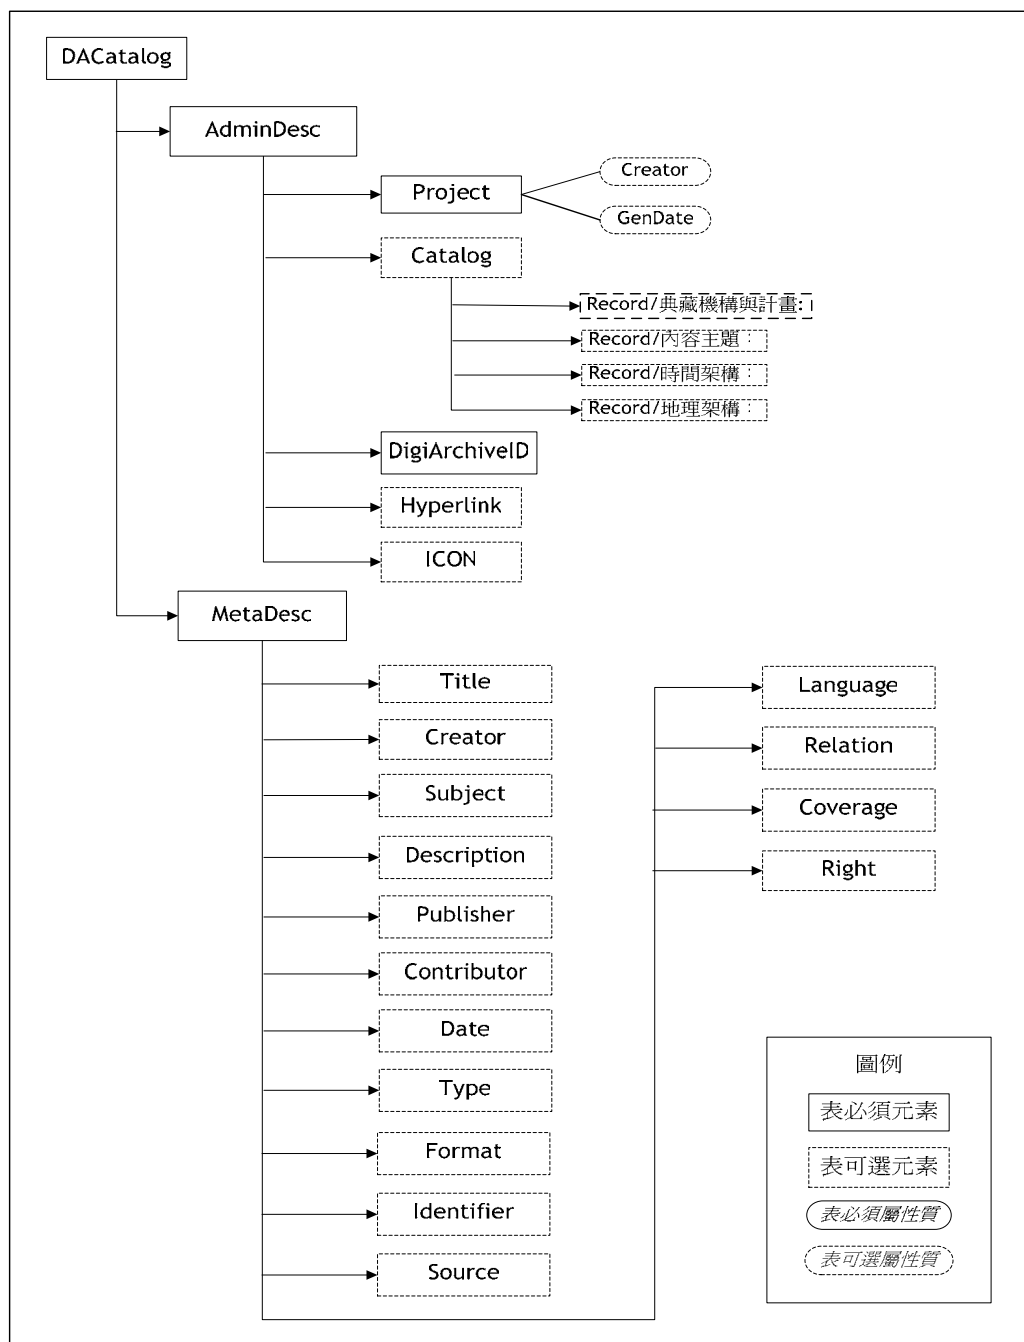 DACatalog
AdminDesc
Project
Creator
GenDate
Catalog
Record/典藏機構與計畫:
Record/內容主題：
Record/時間架構：
Record/地理架構：
DigiArchiveID
Hyperlink
ICON
MetaDesc
Title
Creator
Subject
Description
Publisher
Contributor
Date
Type
Format
Identifier
Source
Language
Relation
Coverage
Right
圖例
表必須元素
表可選元素
表必須屬性質
表可選屬性質